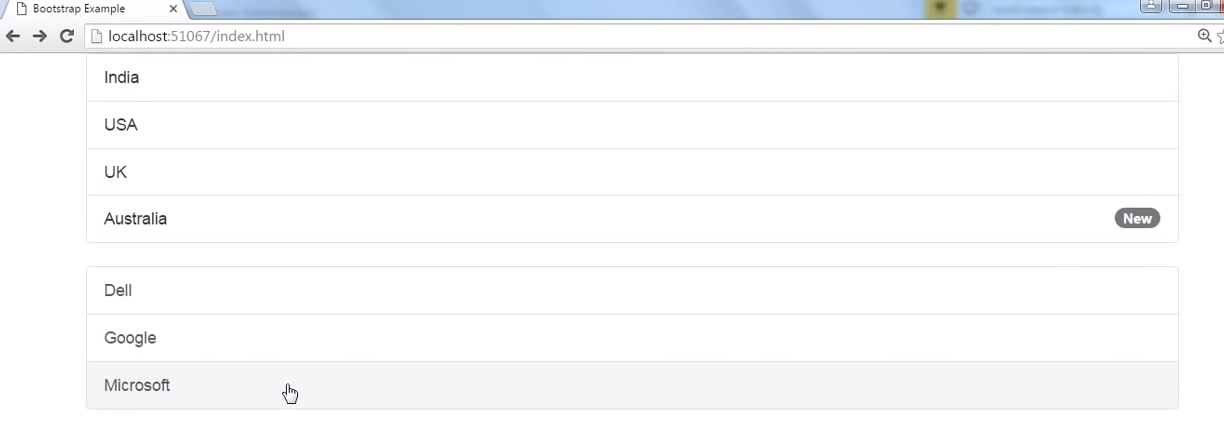 Bootstrap Example
localhost:51067/index.html
India
USA
UK
Australia New
Dell
Google
Microsoft